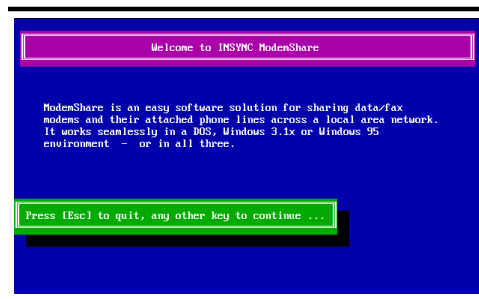 Welcome to INSYNC ModemShare
ModemShare is an easy software solution for sharing data/fax
modems and their attached phone lines across a local area network.
It works seamlessly in a DOS, Windows 3.1x or Windows 95
environment - or in all three.
Press [Esc] to quit, any other key to continue ...